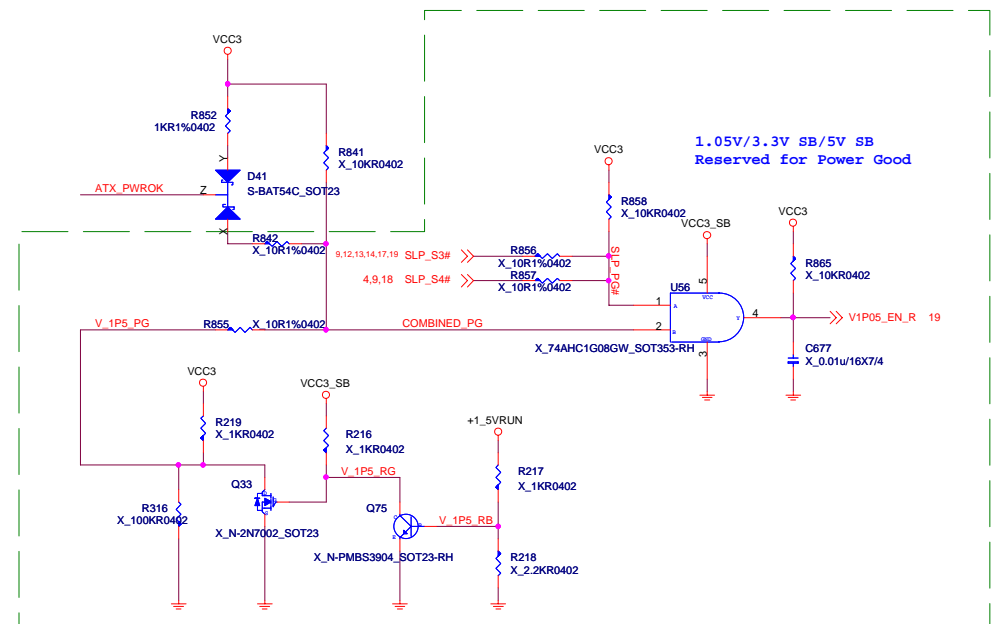 VCC3
R852
1KR1%0402
R841
X_10KR0402
Y
D41
S-BAT54C_SOT23
ATX_PWROK
Z
X
R842
X_10R1%0402
1.05V/3.3V SB/5V SB
Reserved for Power Good
VCC3
R858
X_10KR0402
VCC3_SB
VCC3
9,12,13,14,17,19 SLP_S3#
R856
X_10R1%0402
SLP_PG#
4,9,18 SLP_S4#
R857
X_10R1%0402
R865
X_10KR0402
U56
5
VCC
1
A
2
B
Y
4
GND
3
V1P05_EN_R 19
V_1P5_PG
R855
X_10R1%0402
COMBINED_PG
X_74AHC1G08GW_SOT353-RH
C677
X_0.01u/16X7/4
VCC3
VCC3_SB
+1_5VRUN
R219
X_1KR0402
R216
X_1KR0402
V_1P5_RG
R217
X_1KR0402
Q33
R316
X_100KR0402
X_N-2N7002_SOT23
Q75
V_1P5_RB
X_N-PMBS3904_SOT23-RH
R218
X_2.2KR0402